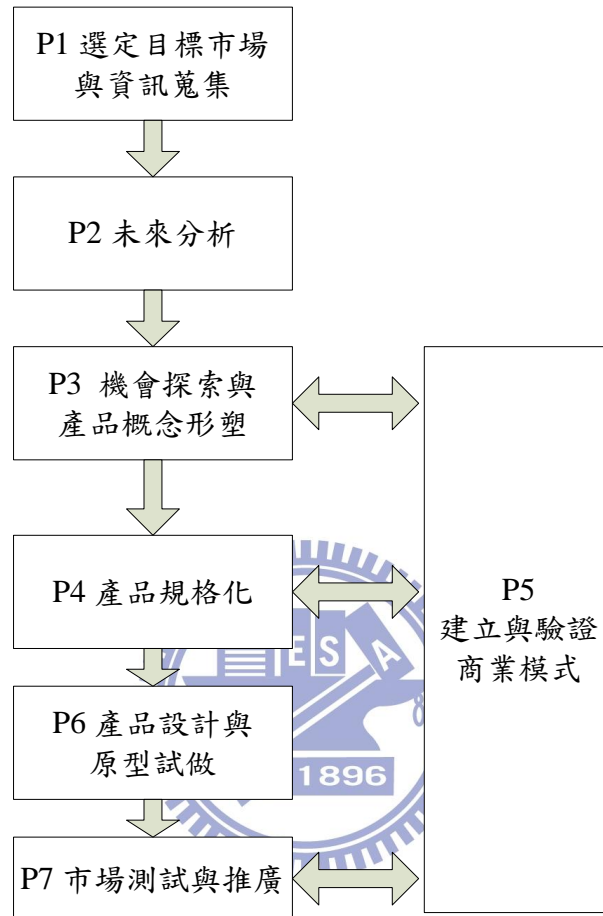 P1 選定目標市場
與資訊蒐集
P2 未來分析
P3 機會探索與
產品概念形塑
P4 產品規格化
P5
建立與驗證
商業模式
P6 產品設計與
原型試做
P7 市場測試與推廣
ES
A
1896